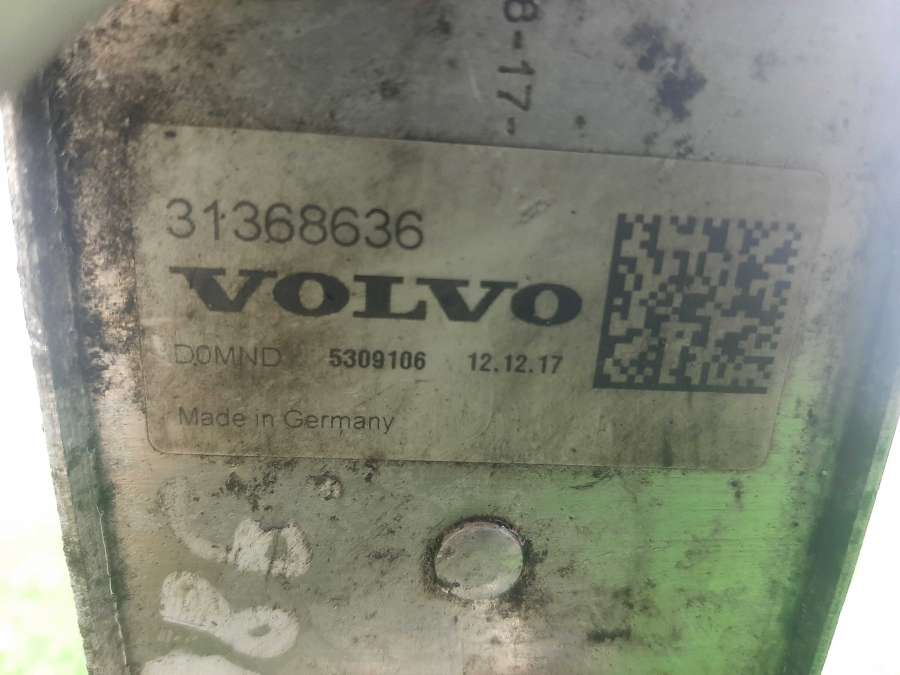 8-17-
31368636
VOLVO
D0MND 5309106 12.12.17
Made in Germany